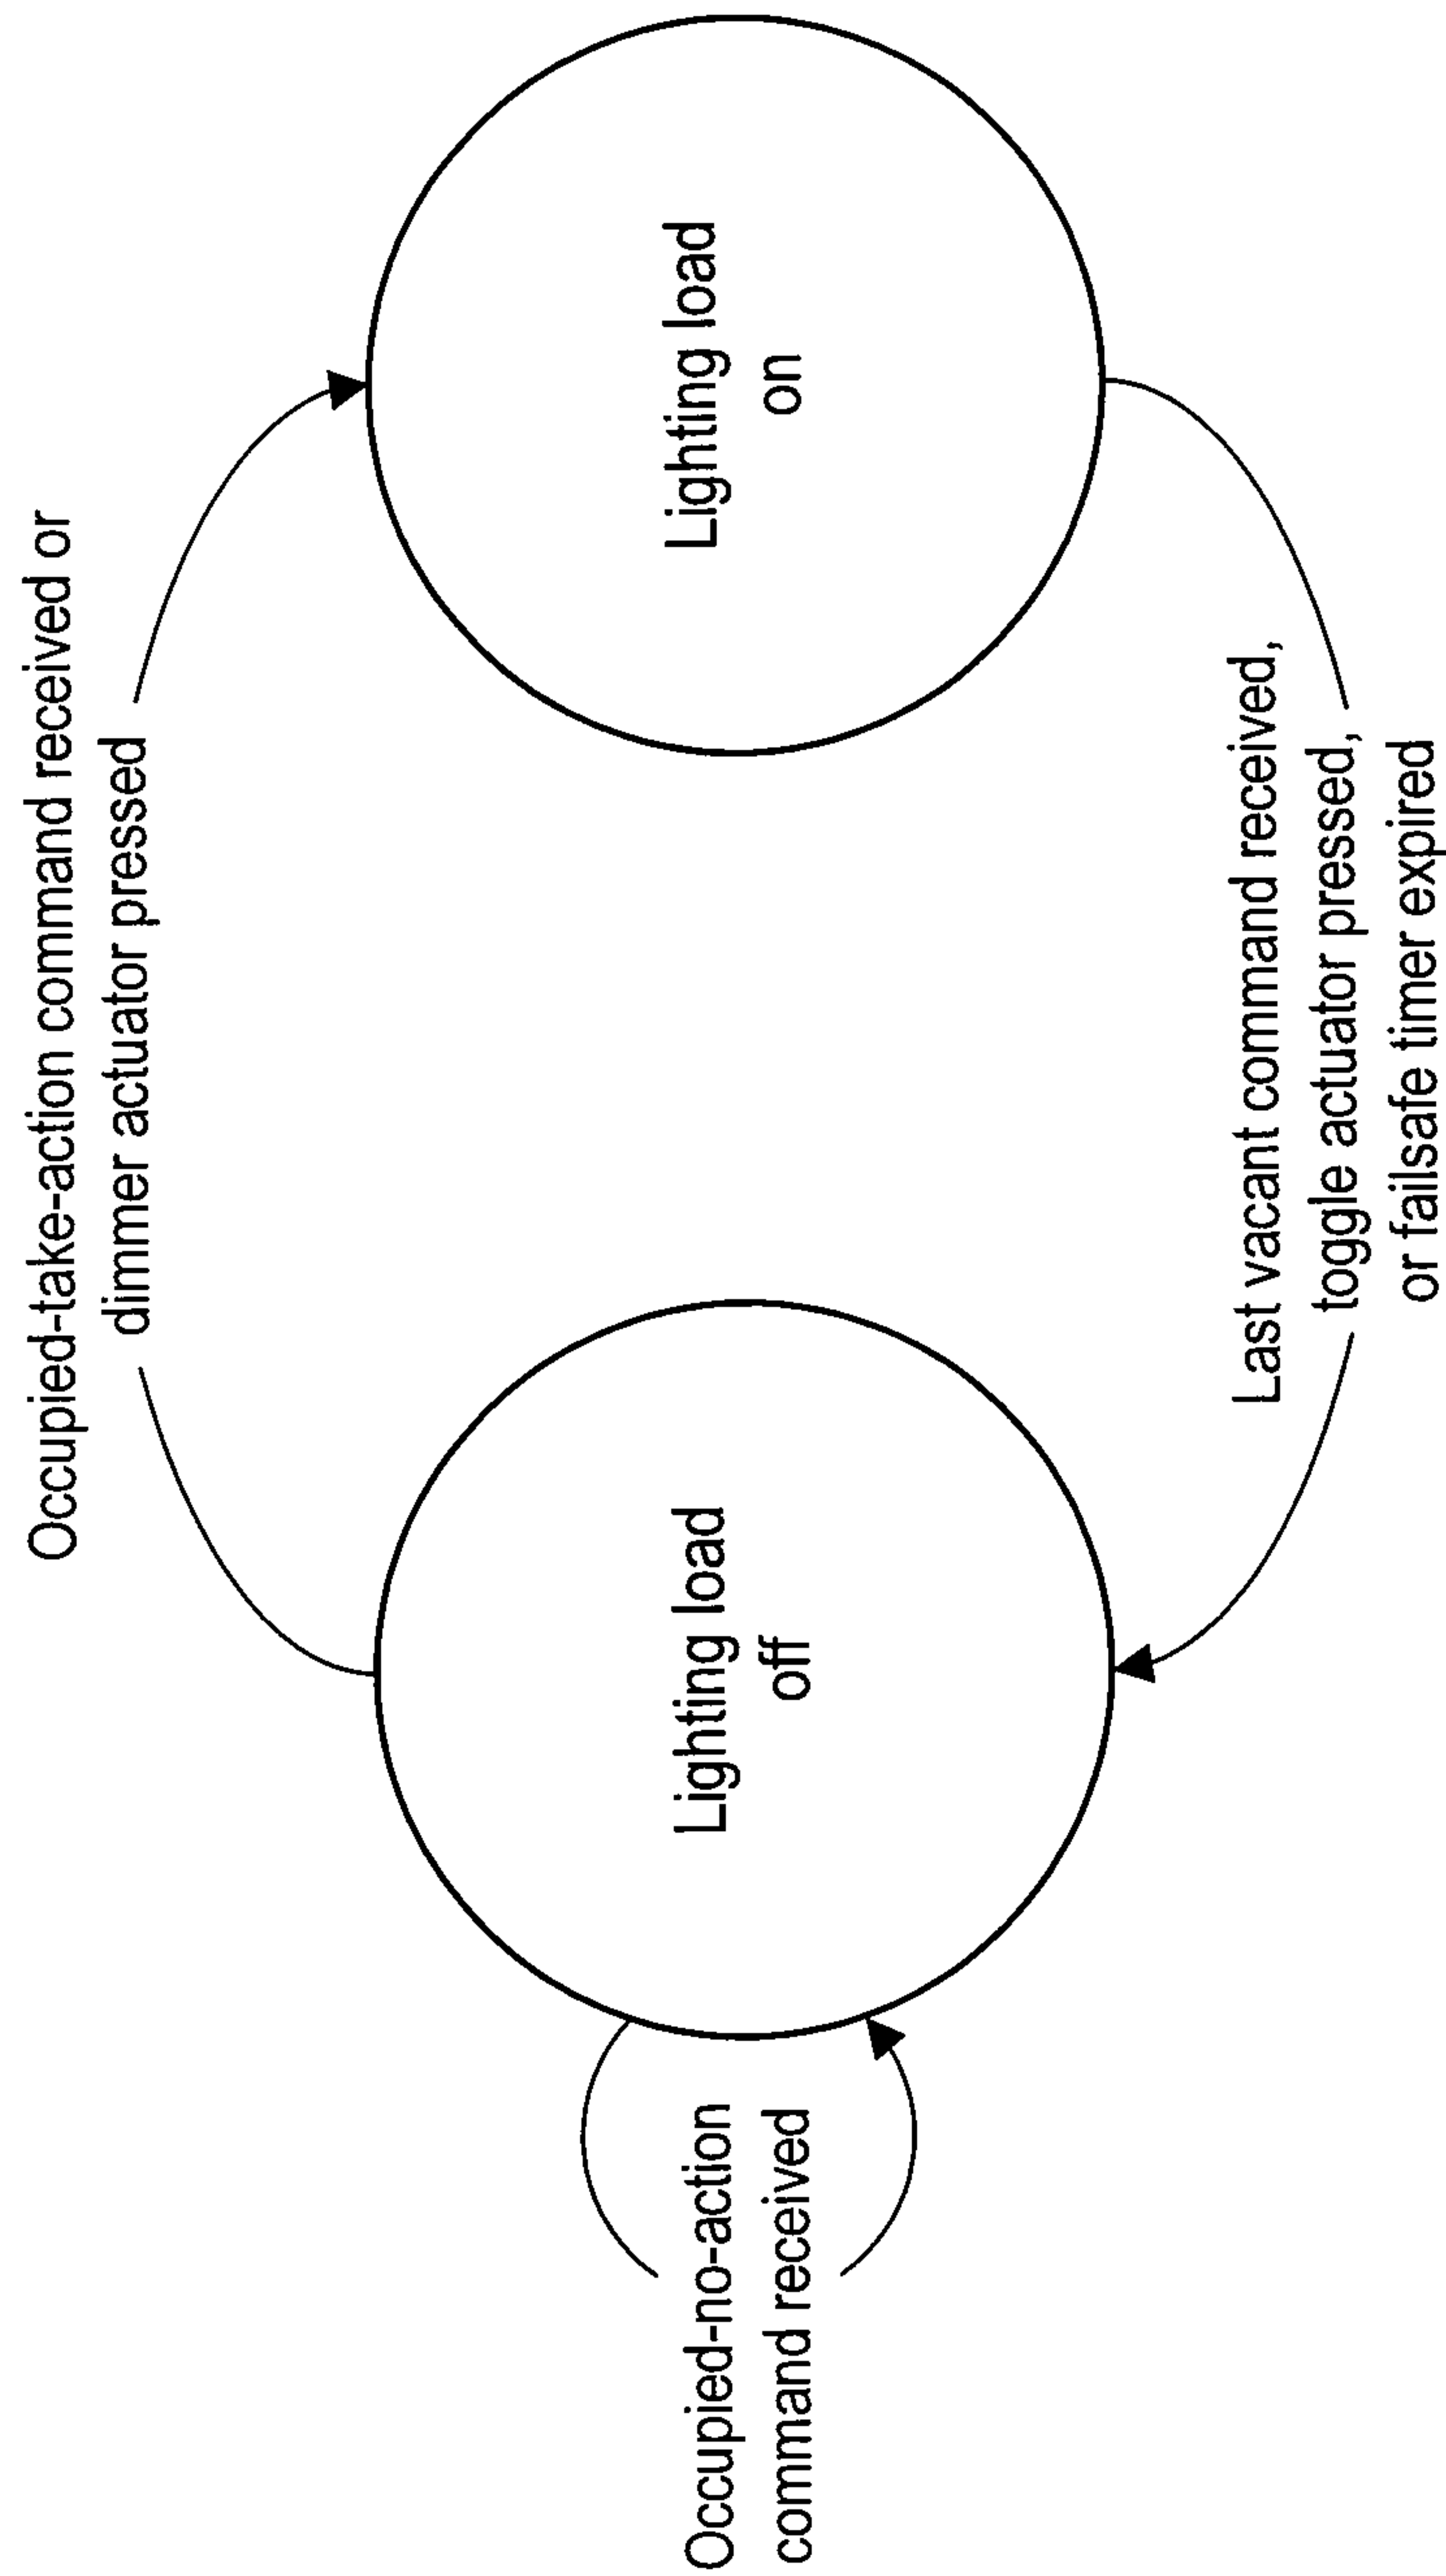 Occupied-take-action command received or
dimmer actuator pressed
Occupied-no-action
command received
Lighting load
off
Lighting load
on
Last vacant command received,
toggle actuator pressed,
or failsafe timer expired